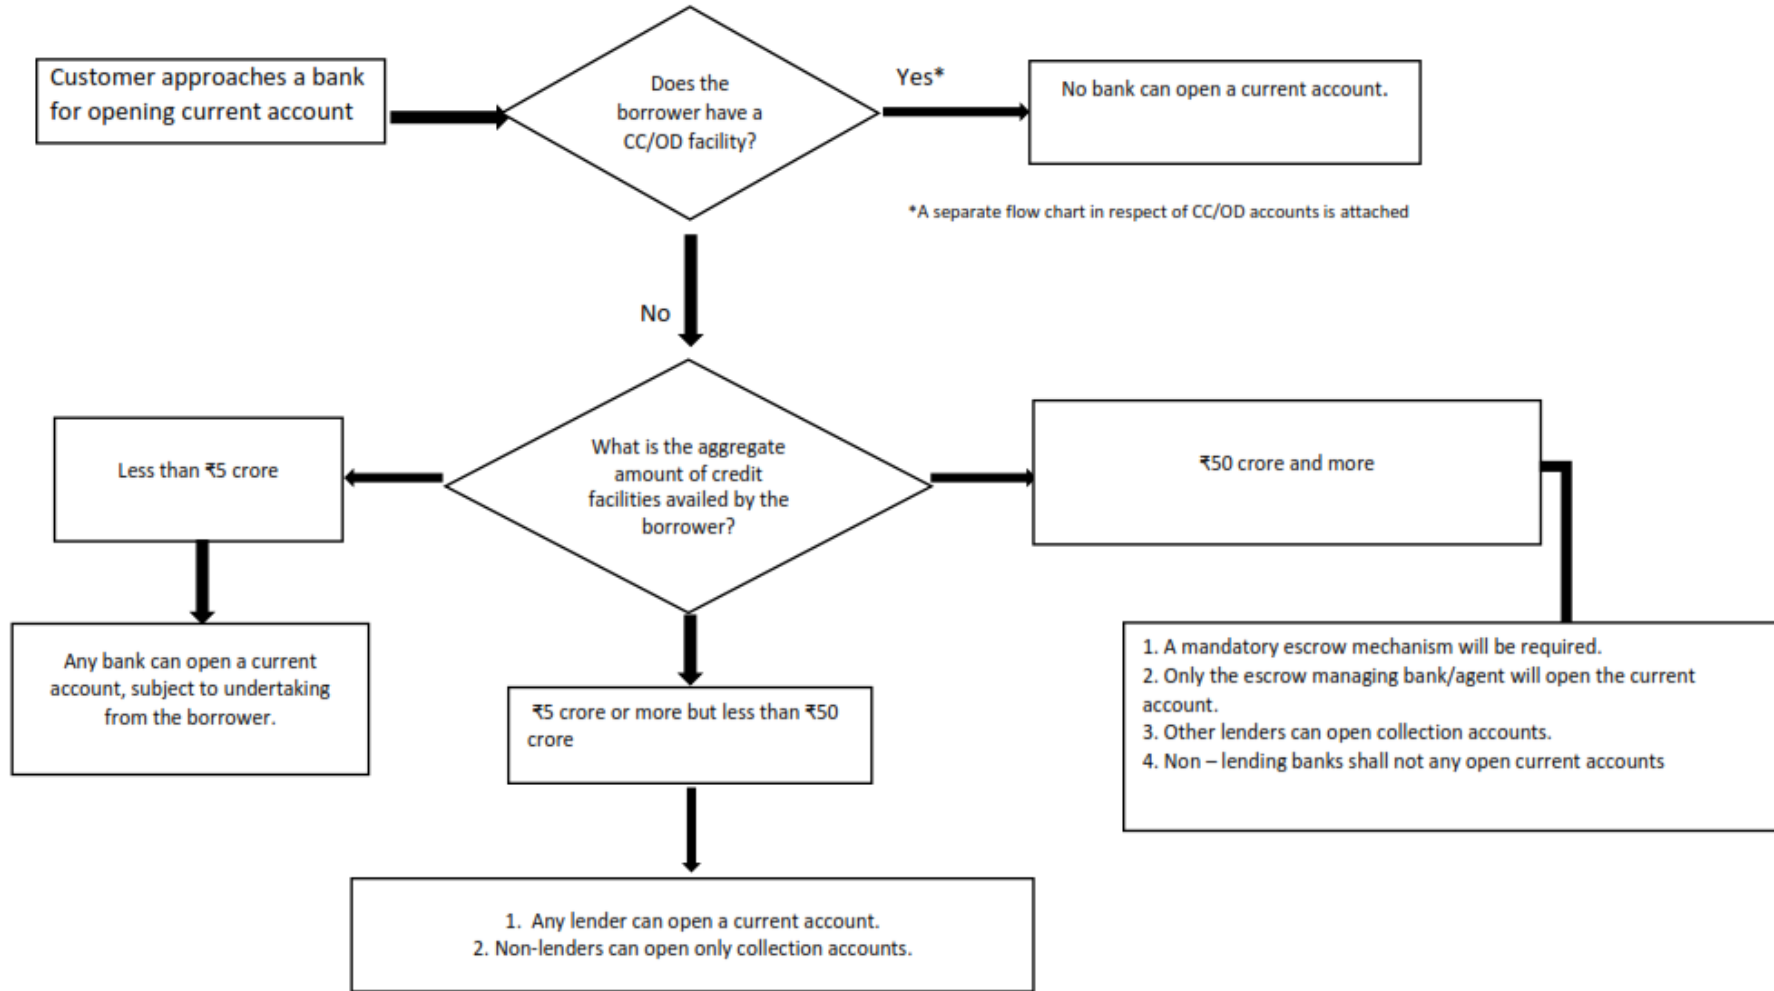 Customer approaches a bank
for opening current account
Does the
borrower have a
CC/OD facility?
Yes*
No bank can open a current account.
*A separate flow chart in respect of CC/OD accounts is attached
No
What is the aggregate
amount of credit
facilities availed by the
borrower?
Less than ₹5 crore
₹50 crore and more
Any bank can open a current
account, subject to undertaking
from the borrower.
₹5 crore or more but less than ₹50
crore
1. A mandatory escrow mechanism will be required.
2. Only the escrow managing bank/agent will open the current
account.
3. Other lenders can open collection accounts.
4. Non – lending banks shall not any open current accounts
1. Any lender can open a current account.
2. Non-lenders can open only collection accounts.